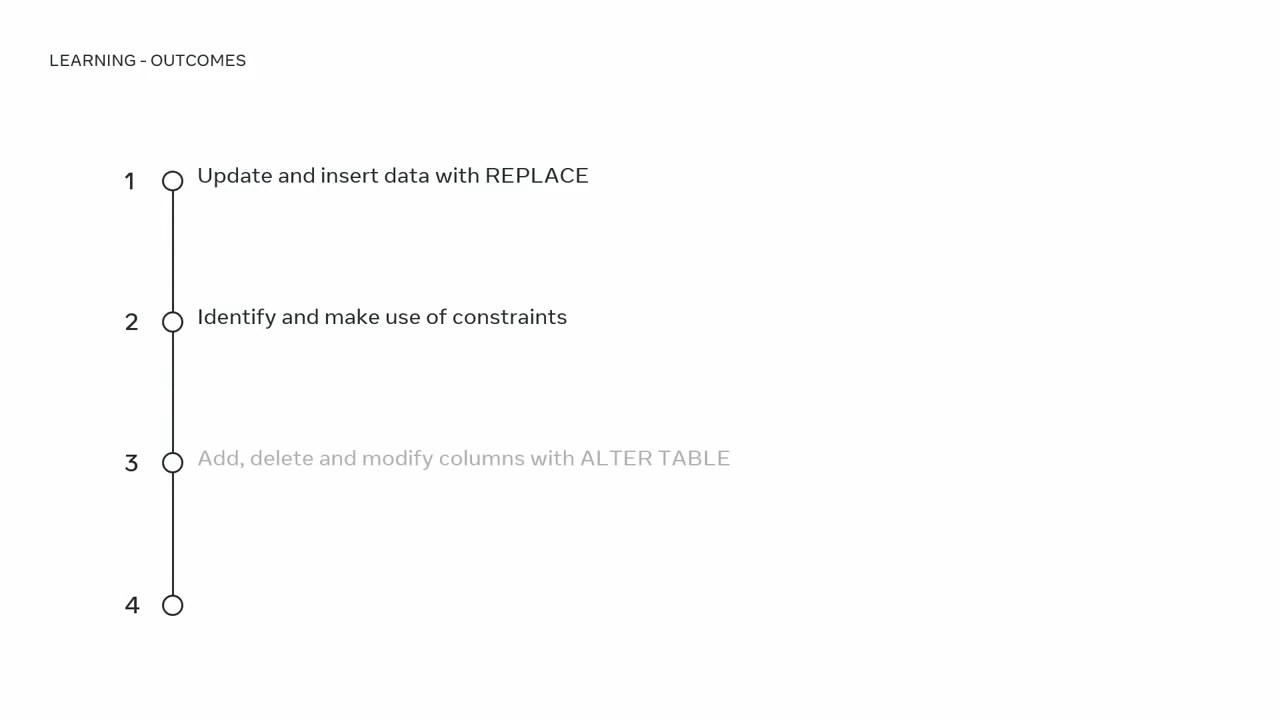 LEARNING - OUTCOMES
1 Update and insert data with REPLACE
2 Identify and make use of constraints
3 Add, delete and modify columns with ALTER TABLE
4